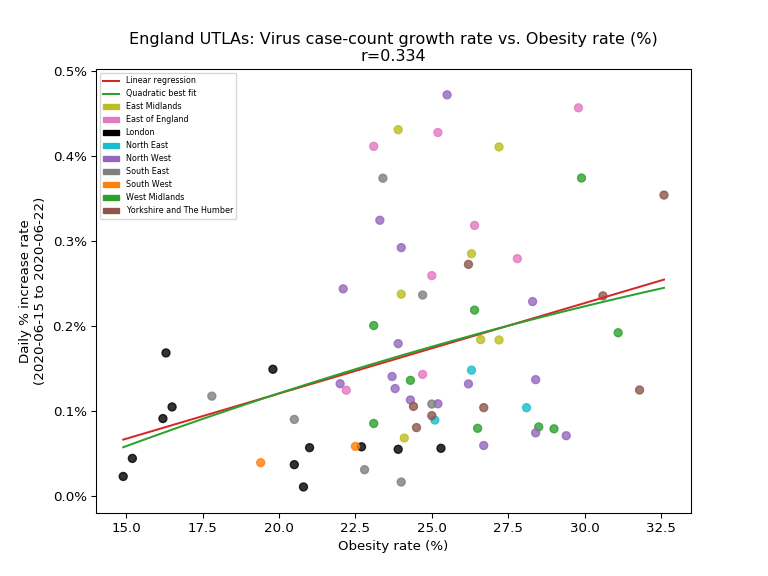 England UTLAs: Virus case-count growth rate vs. Obesity rate (%)
r=0.334
Linear regression
Quadratic best fit
East Midlands
East of England
London
North East
North West
South East
South West
West Midlands
Yorkshire and The Humber
0.5%
0.4%
0.3%
0.2%
0.1%
0.0%
Daily % increase rate
(2020-06-15 to 2020-06-22)
15.0 17.5 20.0 22.5 25.0 27.5 30.0 32.5
Obesity rate (%)